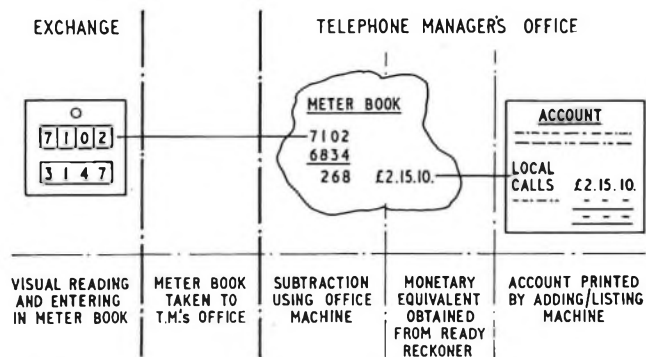 EXCHANGE
TELEPHONE MANAGER'S OFFICE
7102
3147
METER BOOK
7102
6834
268 £2.15.10.
ACCOUNT
LOCAL
CALLS £2.15.10.
VISUAL READING
AND ENTERING
IN METER BOOK
METER BOOK
TAKEN TO
T.M.'s OFFICE
SUBTRACTION
USING OFFICE
MACHINE
MONETARY
EQUIVALENT
OBTAINED
FROM READY
RECKONER
ACCOUNT PRINTED
BY ADDING/LISTING
MACHINE